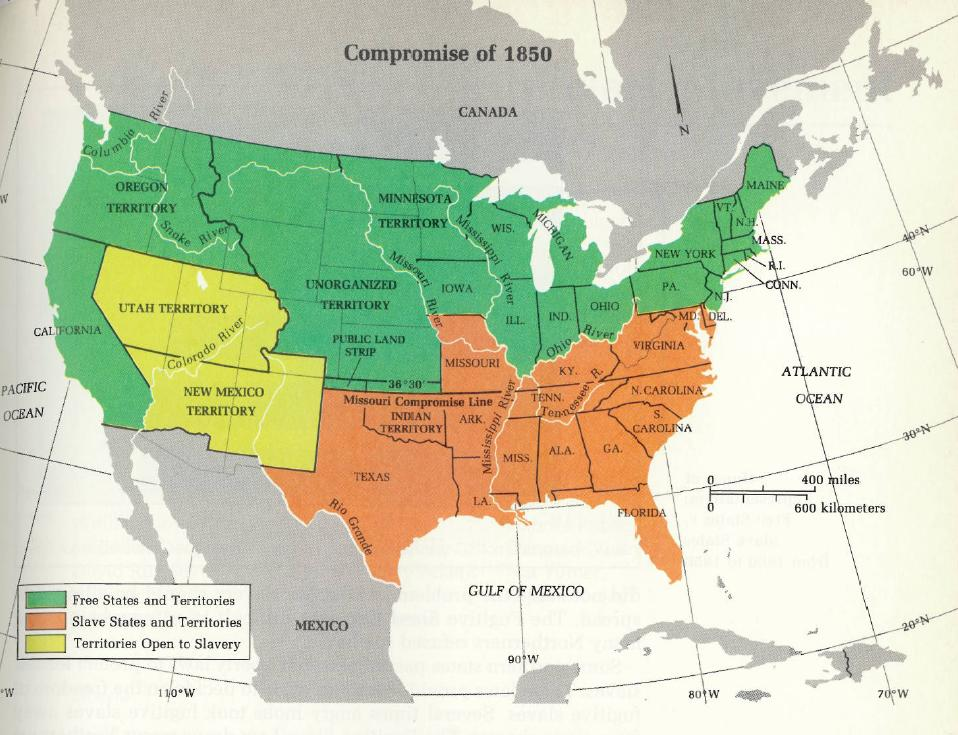 Compromise of 1850
CANADA
N
Columbia River
OREGON
TERRITORY
Snake River
MINNESOTA
TERRITORY
Mississippi River
WIS.
MICHIGAN
MAINE
VT.
N.H.
MASS.
NEW YORK
R.I.
CONN.
40°N
60°W
W
UTAH TERRITORY
Colorado River
CALIFORNIA
UNORGANIZED
TERRITORY
Missouri River
IOWA
ILL.
IND.
OHIO
PA.
N.J.
MD.
DEL.
Ohio River
PUBLIC LAND
STRIP
MISSOURI
KY.
VIRGINIA
PACIFIC
OCEAN
ATLANTIC
OCEAN
NEW MEXICO
TERRITORY
36°30'
Missouri Compromise Line
INDIAN
TERRITORY
ARK.
TENN.
Tennessee R.
N.CAROLINA
S.
CAROLINA
Mississippi River
MISS.
ALA.
GA.
30°N
TEXAS
LA.
FLORIDA
Rio Grande
0 400 miles
0 600 kilometers
GULF OF MEXICO
MEXICO
Free States and Territories
Slave States and Territories
Territories Open to Slavery
20°N
90°W
°W
110°W
80°W
70°W